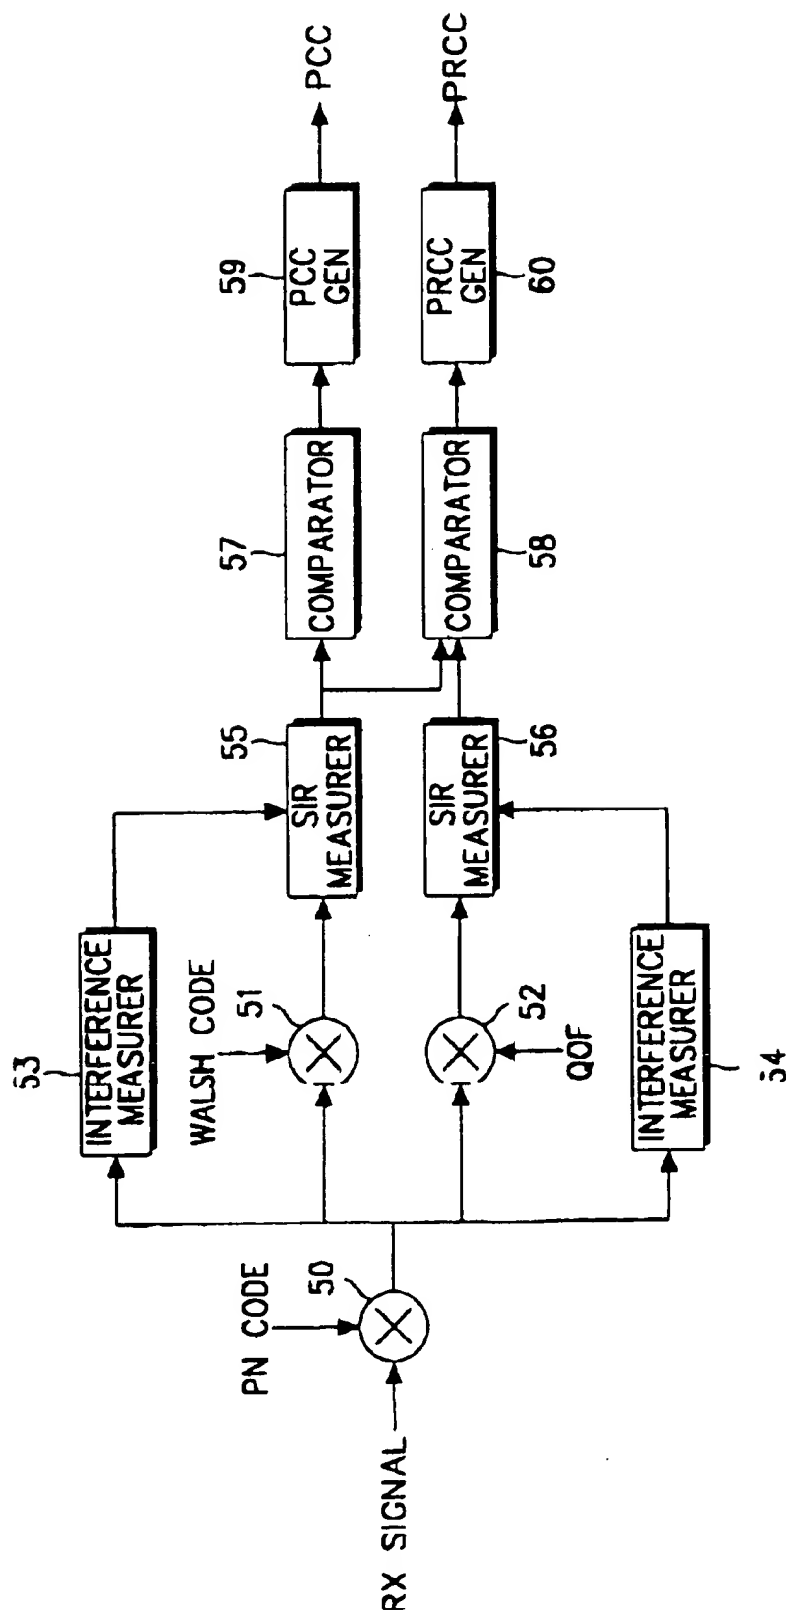 RX SIGNAL
PN CODE
50
53
INTERFERENCE
MEASURER
WALSH CODE
51
52
QOF
INTERFERENCE
MEASURER
54
55
SIR
MEASURER
SIR
MEASURER
56
57
COMPARATOR
COMPARATOR
58
59
PCC
GEN
PRCC
GEN
60
PCC
PRCC